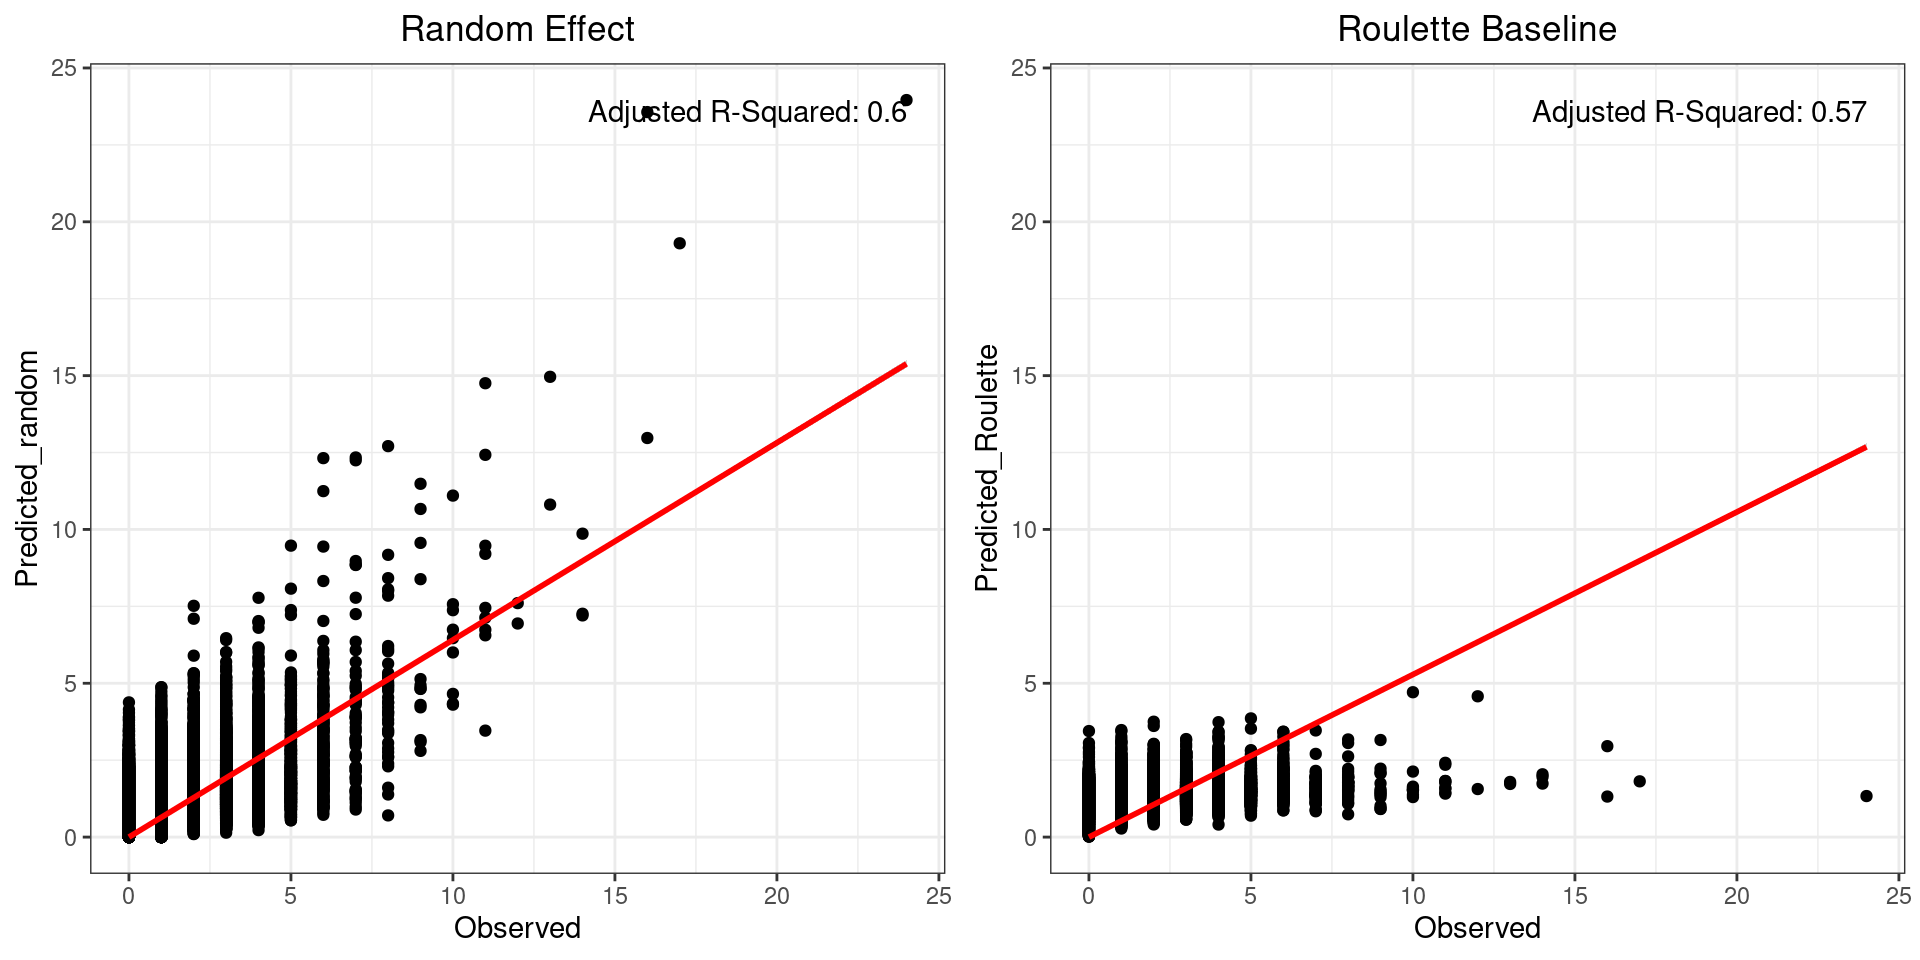 Random Effect
Adjusted R-Squared: 0.6
25
20
15
10
5
0
Predicted_random
0 5 10 15 20 25
Observed
Roulette Baseline
Adjusted R-Squared: 0.57
25
20
15
10
5
0
Predicted_Roulette
0 5 10 15 20 25
Observed